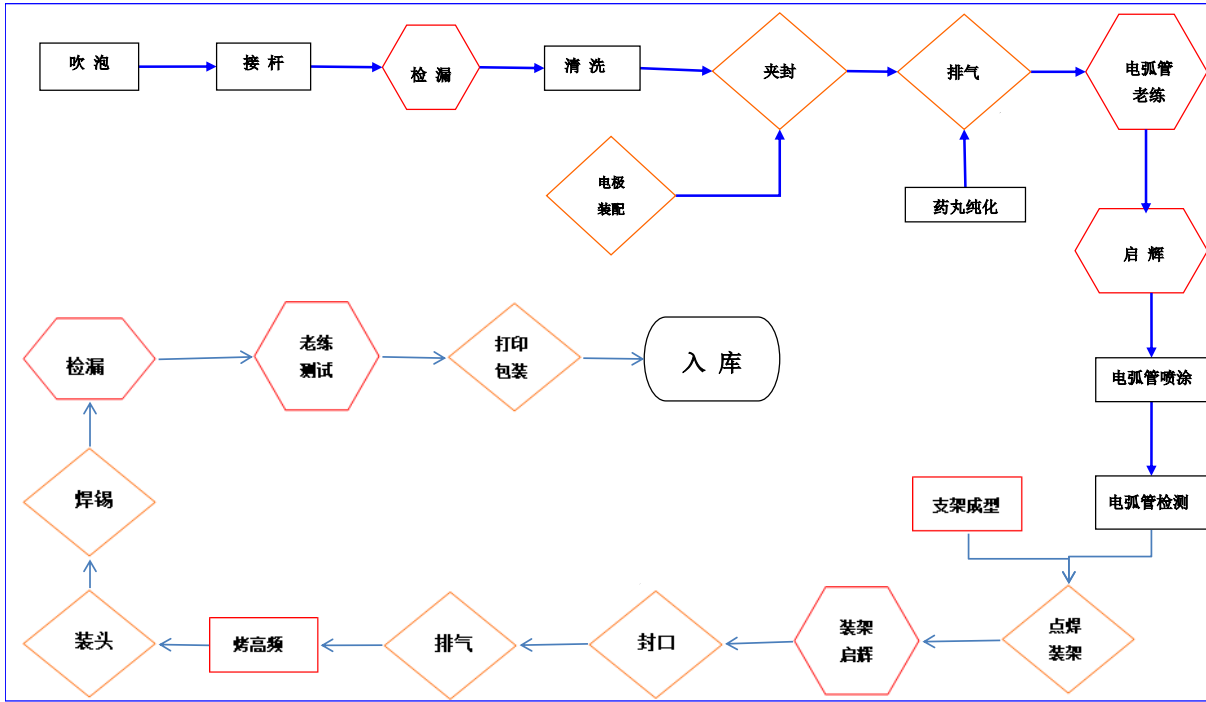 吹 泡
接 杆
检 漏
清 洗
夹封
排气
电弧管
老练
电极
装配
药丸纯化
启 辉
电弧管喷涂
电弧管检测
支架成型
点焊
装架
装架
启辉
封口
排气
烤高频
装头
焊锡
检漏
老练
测试
打印
包装
入 库